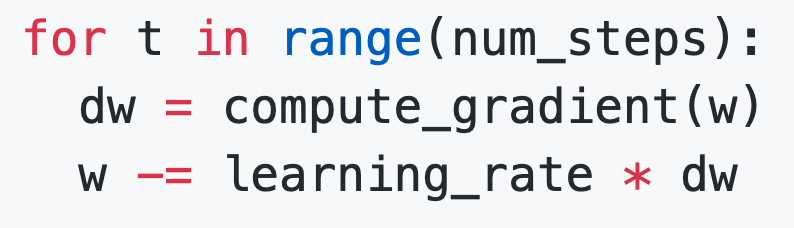 for t in range(num_steps):
  dw = compute_gradient(w)
  w -= learning_rate * dw